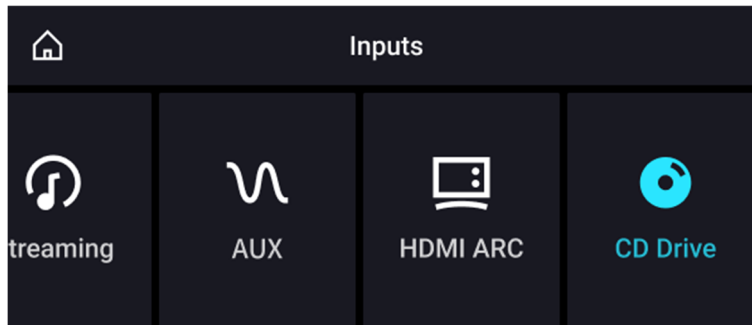 Inputs
treaming
AUX
HDMI ARC
CD Drive